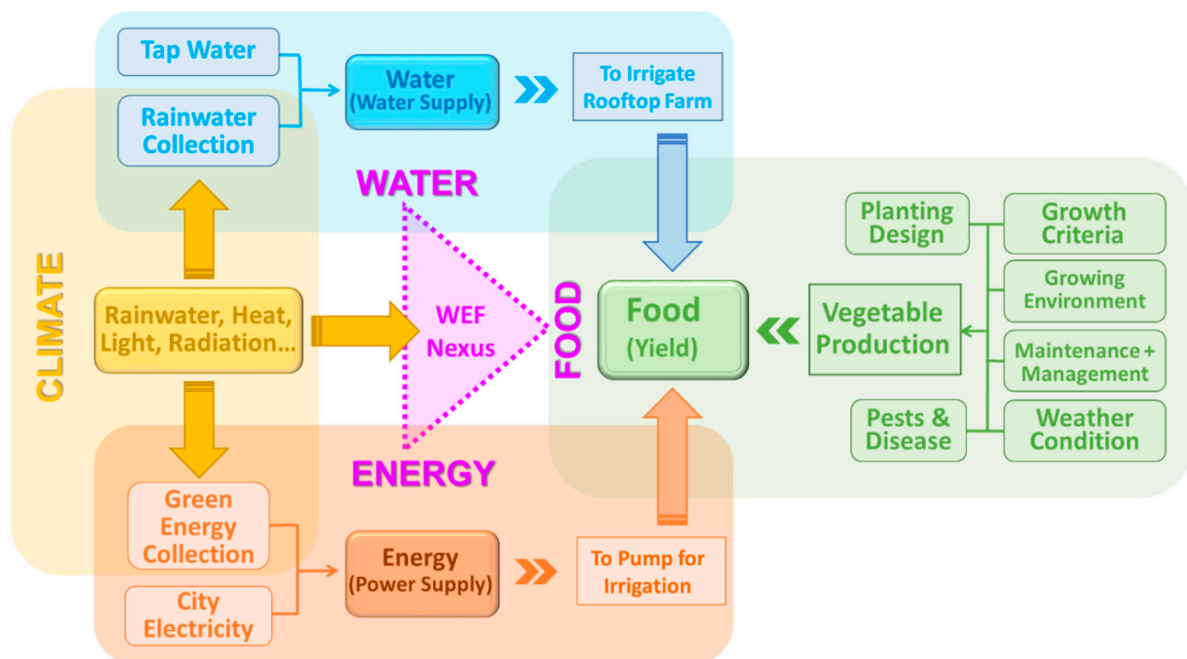 Tap Water
Rainwater
Collection
Water
(Water Supply)
To Irrigate
Rooftop Farm
WATER
CLIMATE
Rainwater, Heat,
Light, Radiation...
WEF
Nexus
FOOD
Food
(Yield)
Vegetable
Production
Planting
Design
Growth
Criteria
Growing
Environment
Maintenance +
Management
Pests &
Disease
Weather
Condition
ENERGY
Green
Energy
Collection
City
Electricity
Energy
(Power Supply)
To Pump for
Irrigation